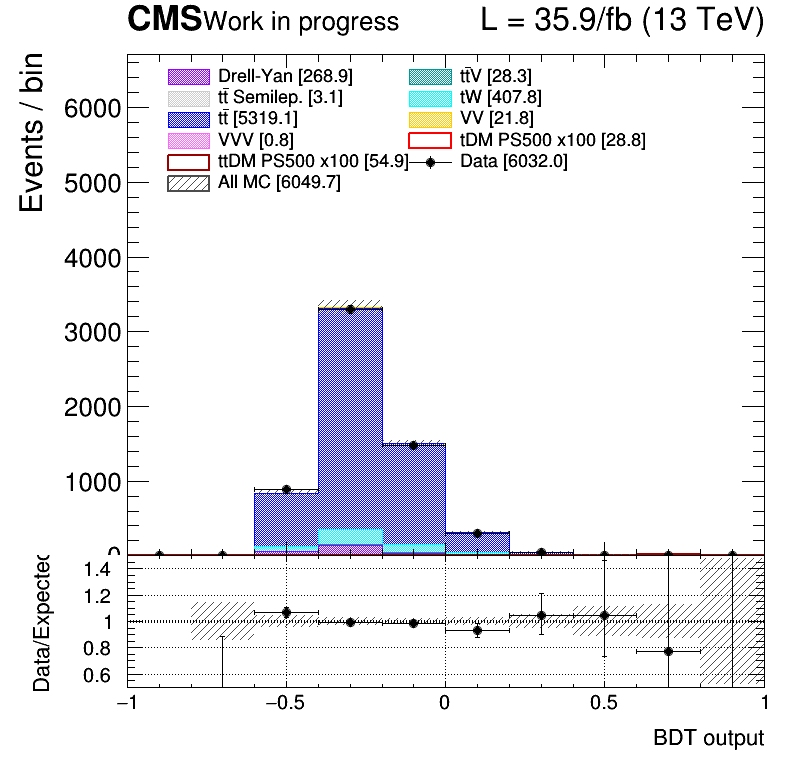 CMS Work in progress L = 35.9/fb (13 TeV)
Events / bin
Drell-Yan [268.9] tt̄V [28.3]
tt̄ Semilep. [3.1] tW [407.8]
tt̄ [5319.1] VV [21.8]
VVV [0.8] tDM PS500 x100 [28.8]
ttDM PS500 x100 [54.9] Data [6032.0]
All MC [6049.7]
6000
5000
4000
3000
2000
1000
0
Data/Expected
1.4
1.2
1
0.8
0.6
−1 −0.5 0 0.5 1
BDT output